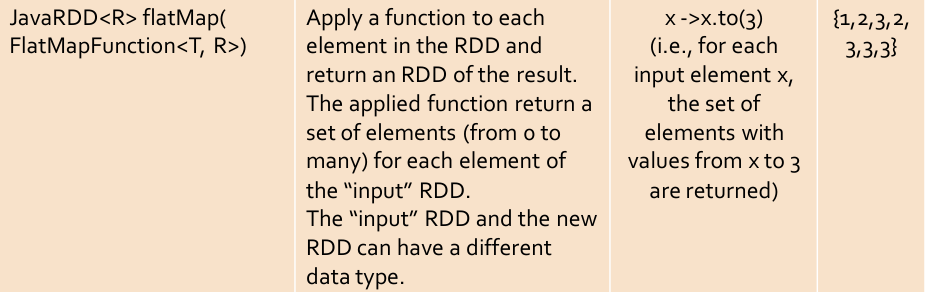 JavaRDD<R> flatMap(
FlatMapFunction<T, R>)
Apply a function to each
element in the RDD and
return an RDD of the result.
The applied function return a
set of elements (from 0 to
many) for each element of
the “input” RDD.
The “input” RDD and the new
RDD can have a different
data type.
x ->x.to(3)
(i.e., for each
input element x,
the set of
elements with
values from x to 3
are returned)
{1,2,3,2,
3,3,3}